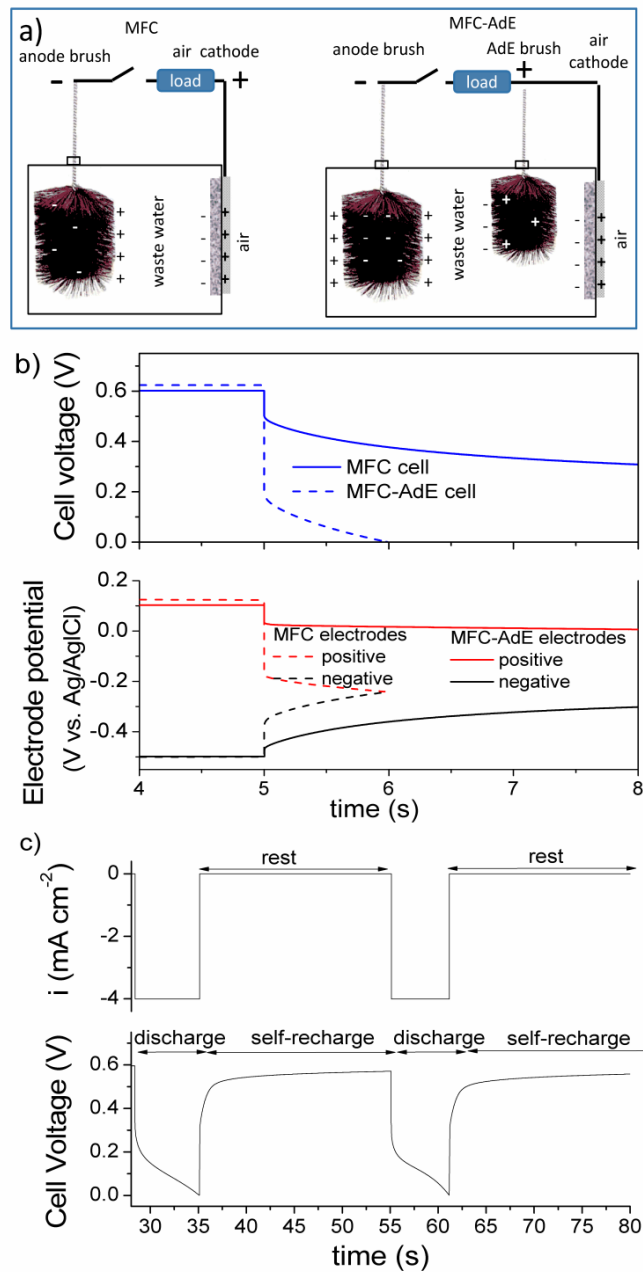 a)
MFC
anode brush
air cathode
-
load
+
waste water
air
MFC-AdE
anode brush
AdE brush
air
cathode
-
load
+
waste water
air
b)
Cell voltage (V)
0.6
0.4
0.2
0.0
MFC cell
MFC-AdE cell
Electrode potential
(V vs. Ag/AglCl)
0.2
0.0
-0.2
-0.4
MFC electrodes
positive
negative
MFC-AdE electrodes
positive
negative
4 5 6 7 8
time (s)
c)
i (mA cm-2)
0
-2
-4
rest
rest
Cell Voltage (V)
0.6
0.4
0.2
0.0
discharge self-recharge discharge self-recharge
30 35 40 45 50 55 60 65 70 75 80
time (s)